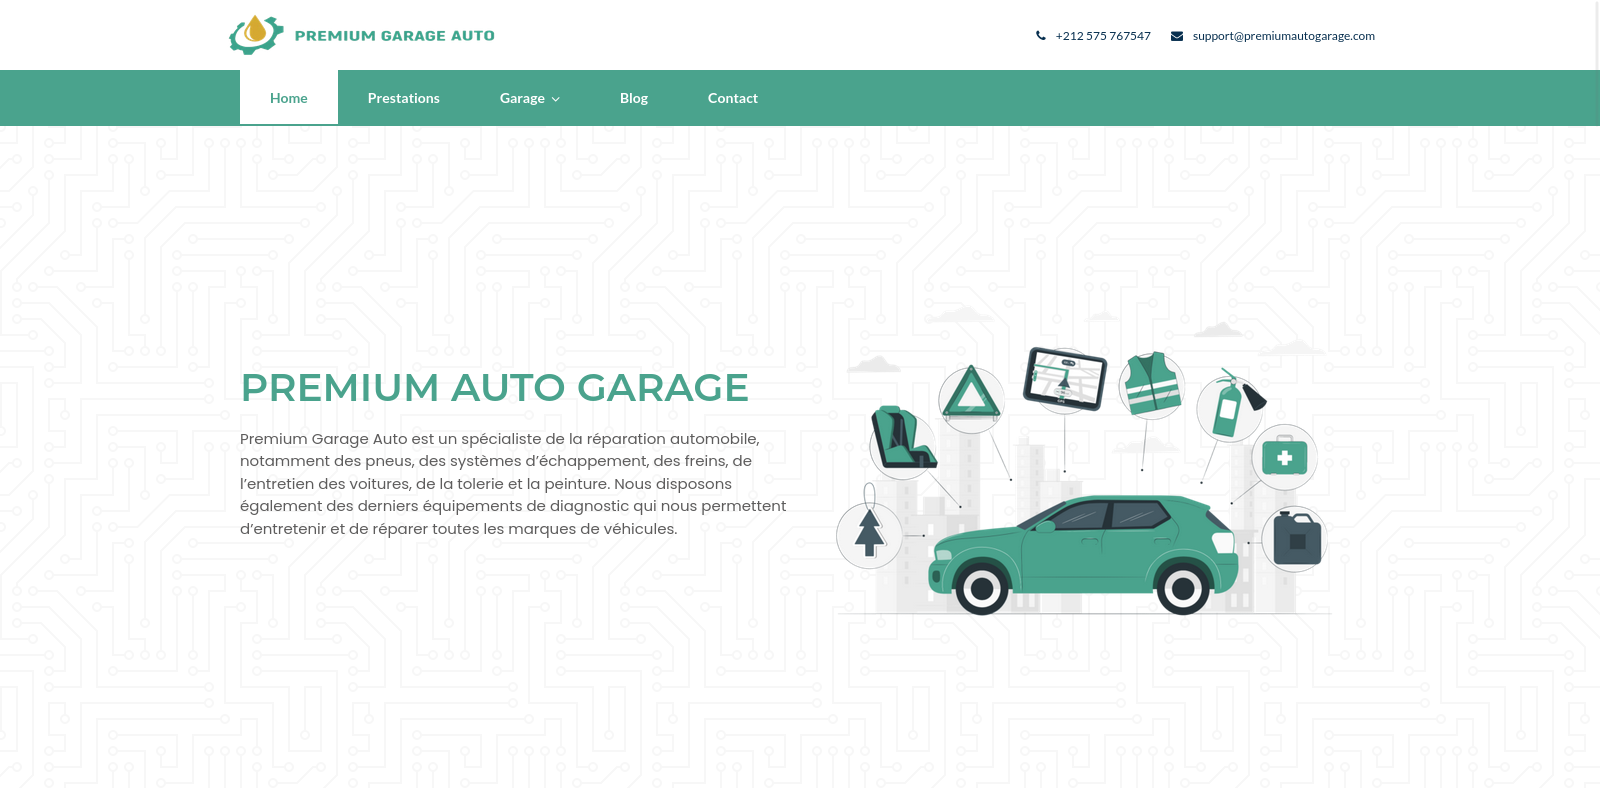 PREMIUM GARAGE AUTO
+212 575 767547
support@premiumautogarage.com
Home
Prestations
Garage
Blog
Contact
PREMIUM AUTO GARAGE
Premium Garage Auto est un spécialiste de la réparation automobile,
notamment des pneus, des systèmes d’échappement, des freins, de
l’entretien des voitures, de la tolerie et la peinture. Nous disposons
également des derniers équipements de diagnostic qui nous permettent
d’entretenir et de réparer toutes les marques de véhicules.